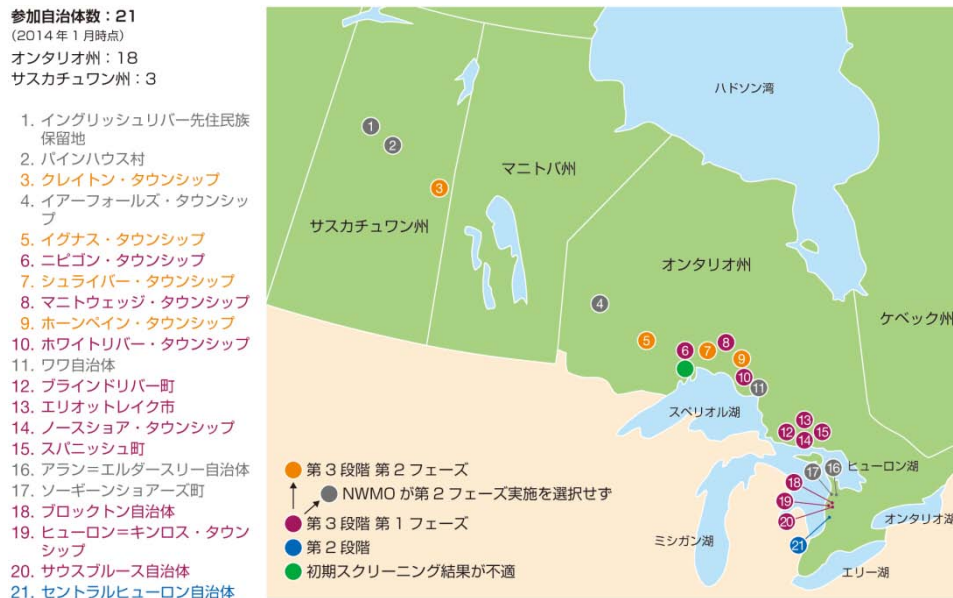 参加自治体数：21
（2014年1月時点）
オンタリオ州：18
サスカチュワン州：3
1. イングリッシュリバー先住民族
保留地
2. パインハウス村
3. クレイトン・タウンシップ
4. イアーフォールズ・タウンシッ
プ
5. イグナス・タウンシップ
6. ニピゴン・タウンシップ
7. シュライバー・タウンシップ
8. マニトウェッジ・タウンシップ
9. ホーンペイン・タウンシップ
10. ホワイトリバー・タウンシップ
11. ワワ自治体
12. ブラインドリバー町
13. エリオットレイク市
14. ノースショア・タウンシップ
15. スパニッシュ町
16. アラン＝エルダースリー自治体
17. ソーギーンショアーズ町
18. ブロックトン自治体
19. ヒューロン＝キンロス・タウン
シップ
20. サウスブルース自治体
21. セントラルヒューロン自治体
ハドソン湾
1
2
マニトバ州
3
サスカチュワン州
オンタリオ州
4
ケベック州
5
6
7
8
9
10
11
スペリオル湖
13
12
15
14
17
16
ヒューロン湖
18
19
20
オンタリオ湖
ミシガン湖
21
エリー湖
第3段階 第2フェーズ
NWMOが第2フェーズ実施を選択せず
第3段階 第1フェーズ
第2段階
初期スクリーニング結果が不適